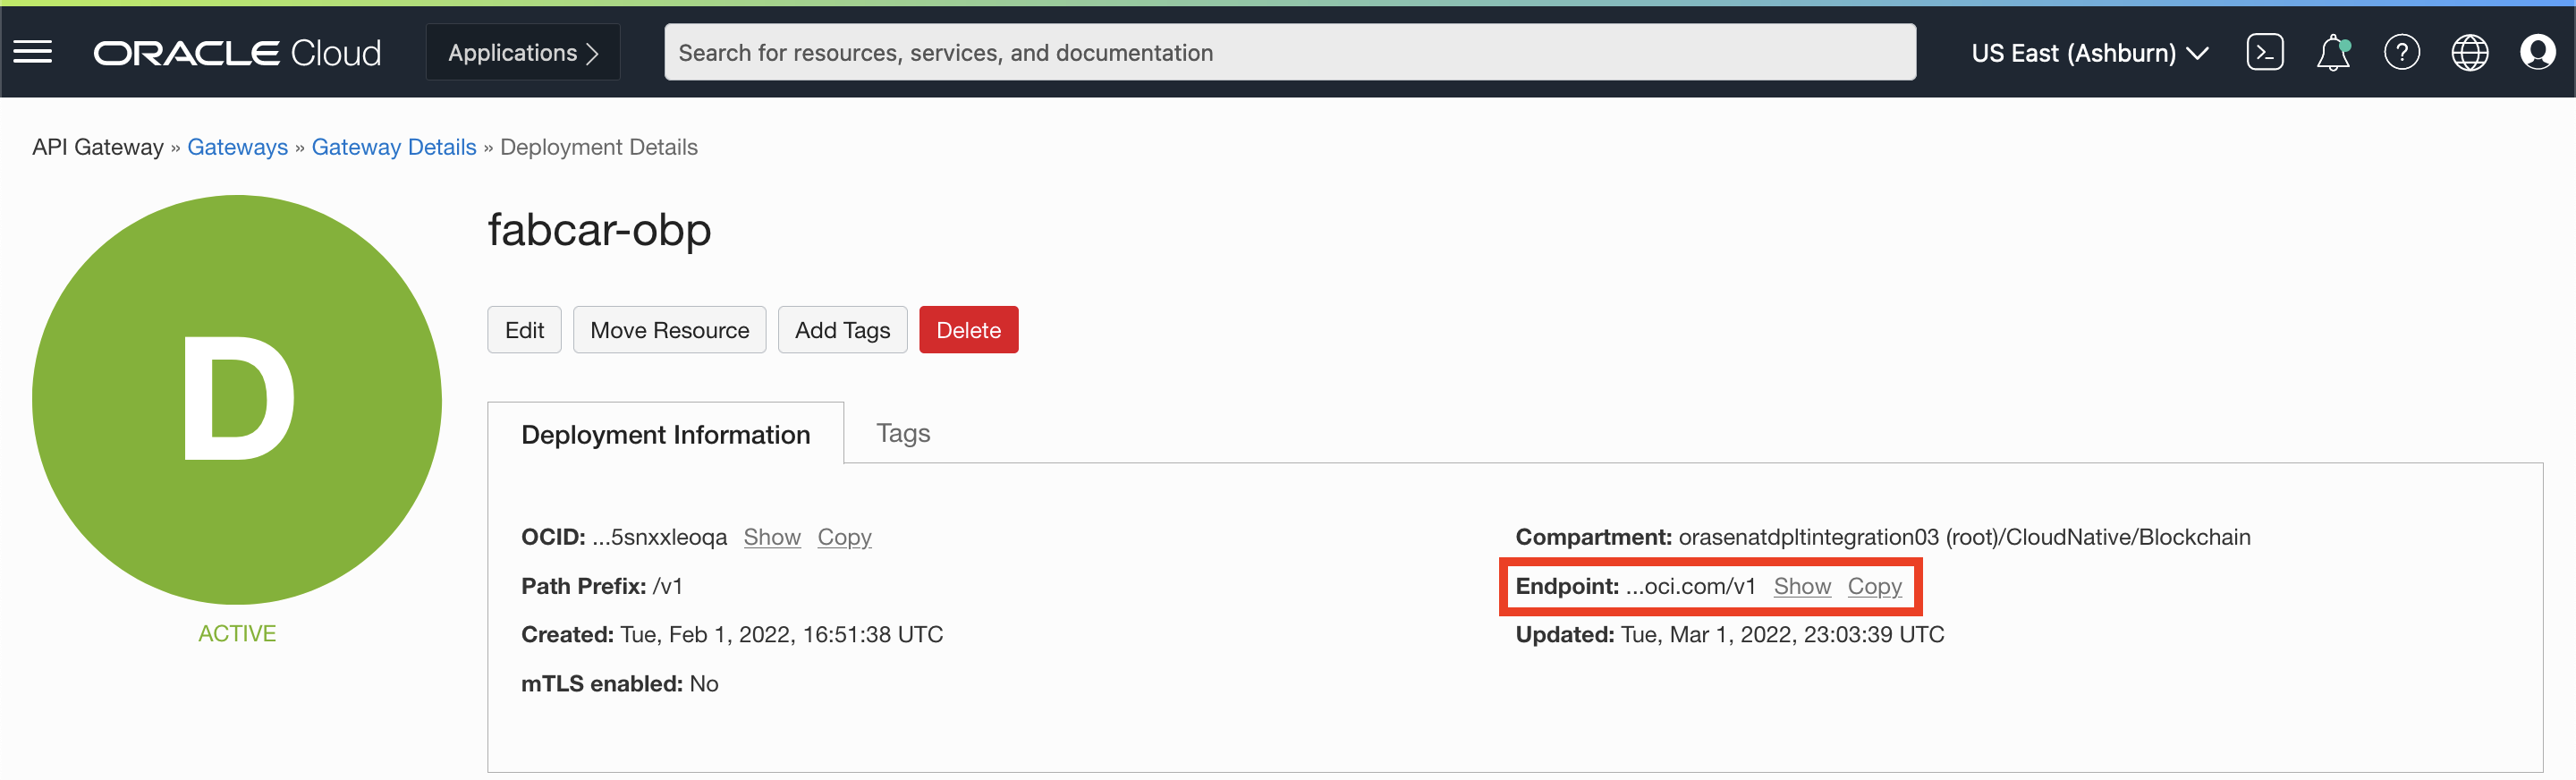 ORACLE Cloud
Applications
Search for resources, services, and documentation
US East (Ashburn)
API Gateway » Gateways » Gateway Details » Deployment Details
D
ACTIVE
fabcar-obp
Edit
Move Resource
Add Tags
Delete
Deployment Information
Tags
OCID: ...5snxxleoqa Show Copy
Path Prefix: /v1
Created: Tue, Feb 1, 2022, 16:51:38 UTC
mTLS enabled: No
Compartment: orasenatdpltintegration03 (root)/CloudNative/Blockchain
Endpoint: ...oci.com/v1 Show Copy
Updated: Tue, Mar 1, 2022, 23:03:39 UTC